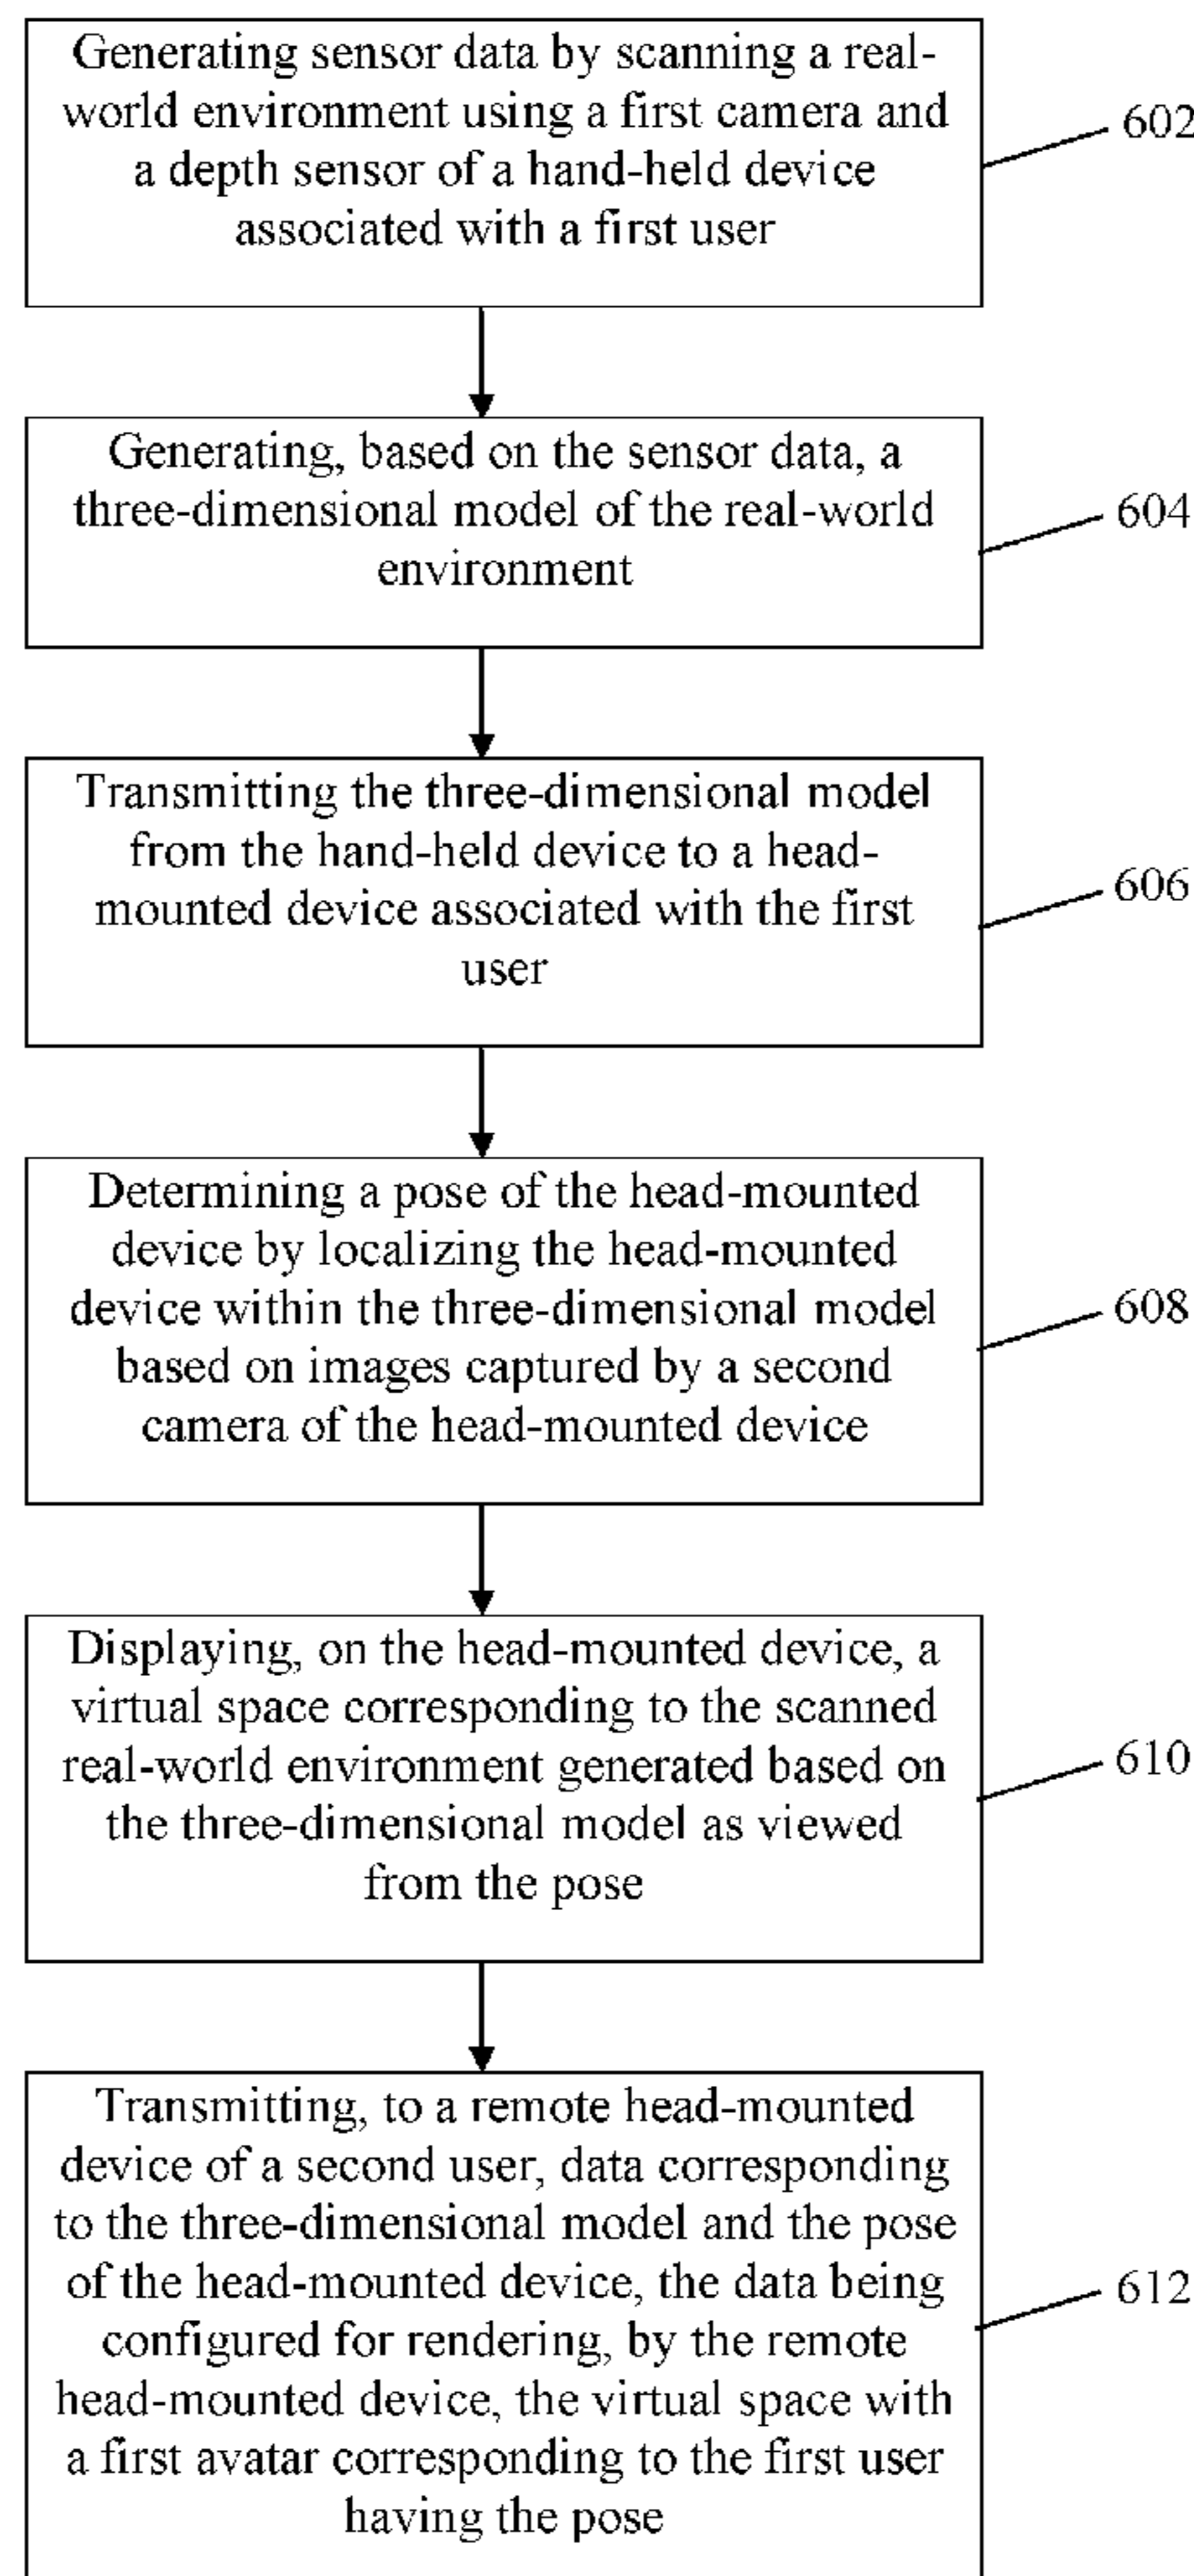 Generating sensor data by scanning a real-
world environment using a first camera and
a depth sensor of a hand-held device
associated with a first user
602
Generating, based on the sensor data, a
three-dimensional model of the real-world
environment
604
Transmitting the three-dimensional model
from the hand-held device to a head-
mounted device associated with the first
user
606
Determining a pose of the head-mounted
device by localizing the head-mounted
device within the three-dimensional model
based on images captured by a second
camera of the head-mounted device
608
Displaying, on the head-mounted device, a
virtual space corresponding to the scanned
real-world environment generated based on
the three-dimensional model as viewed
from the pose
610
Transmitting, to a remote head-mounted
device of a second user, data corresponding
to the three-dimensional model and the pose
of the head-mounted device, the data being
configured for rendering, by the remote
head-mounted device, the virtual space with
a first avatar corresponding to the first user
having the pose
612